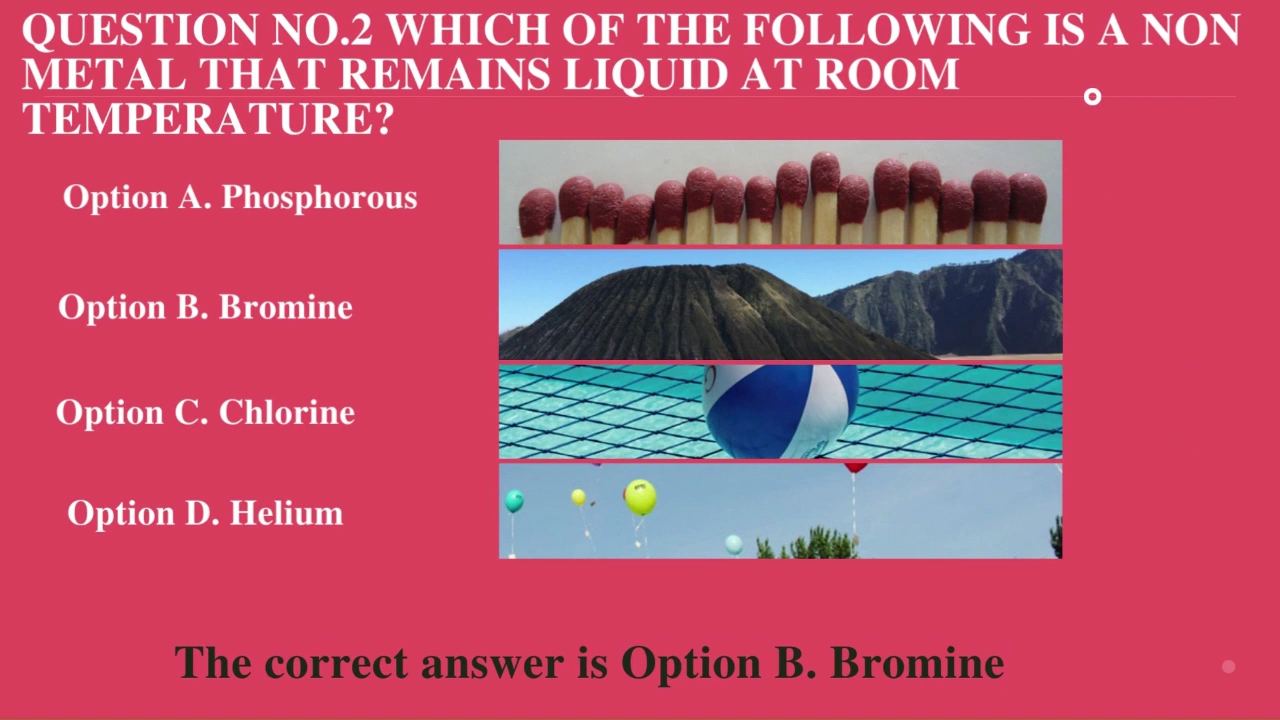 QUESTION NO.2 WHICH OF THE FOLLOWING IS A NON
METAL THAT REMAINS LIQUID AT ROOM
TEMPERATURE?
Option A. Phosphorous
Option B. Bromine
Option C. Chlorine
Option D. Helium
The correct answer is Option B. Bromine